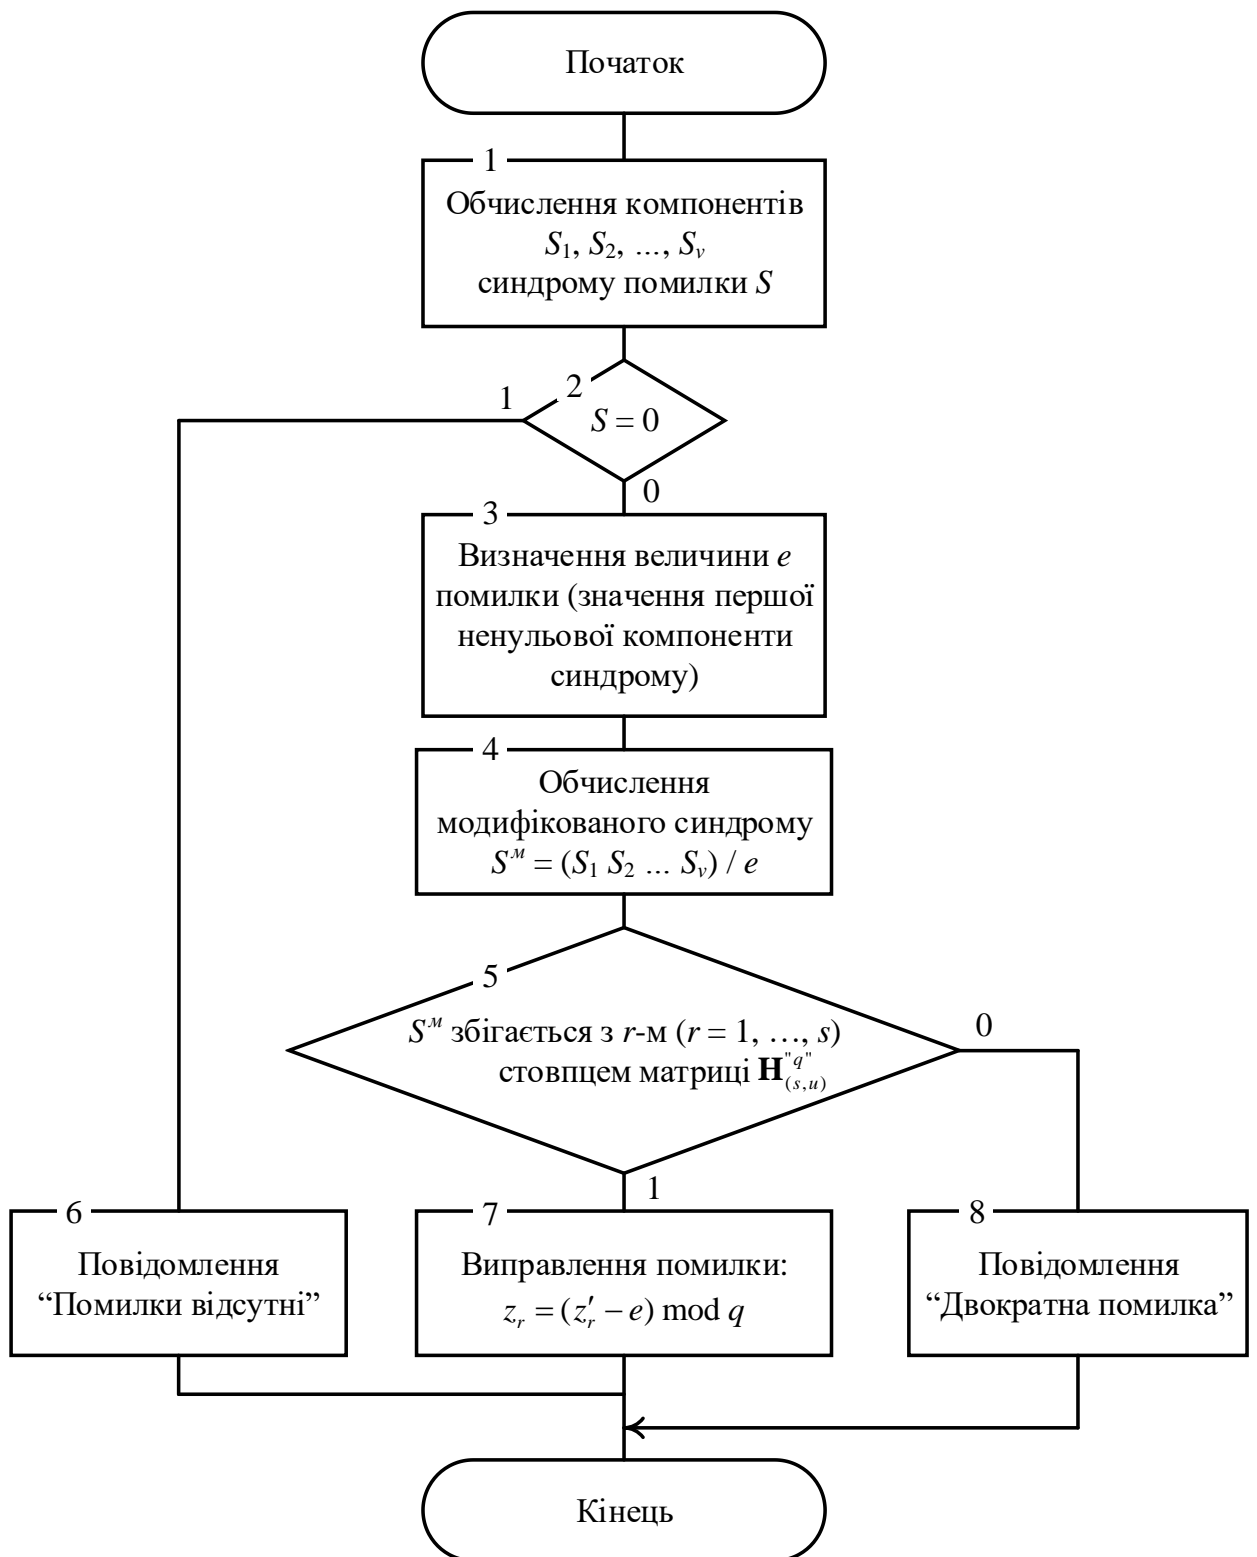 Початок
1
Обчислення компонентів
S₁, S₂, ..., Sᵥ
синдрому помилки S
1
2
S = 0
0
3
Визначення величини e
помилки (значення першої
ненульової компоненти
синдрому)
4
Обчислення
модифікованого синдрому
Sᴹ = (S₁ S₂ ... Sᵥ) / e
5
Sᴹ збігається з r-м (r = 1, …, s)
стовпцем матриці H"q"(s,u)
0
1
6
Повідомлення
“Помилки відсутні”
7
Виправлення помилки:
zᵣ = (z′ᵣ − e) mod q
8
Повідомлення
“Двократна помилка”
Кінець